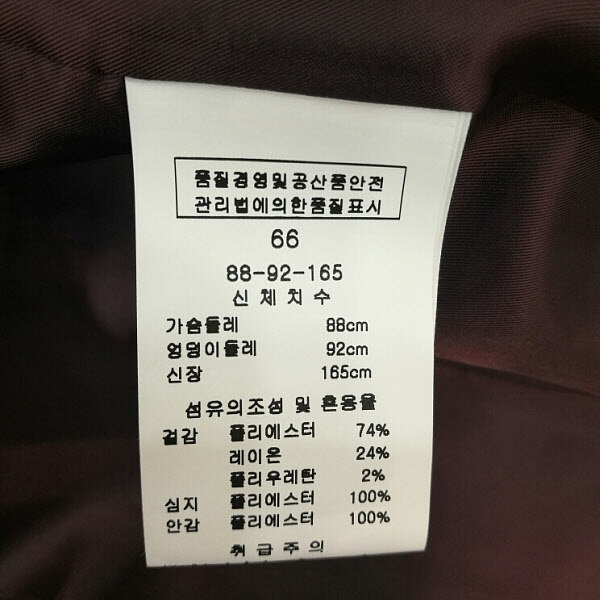 품질경영및공산품안전
관리법에의한품질표시
66
88-92-165
신체치수
가슴둘레 88cm
엉덩이둘레 92cm
신장 165cm
섬유의조성 및 혼용율
겉감 폴리에스터 74%
레이온 24%
폴리우레탄 2%
심지 폴리에스터 100%
안감 폴리에스터 100%
취급주의